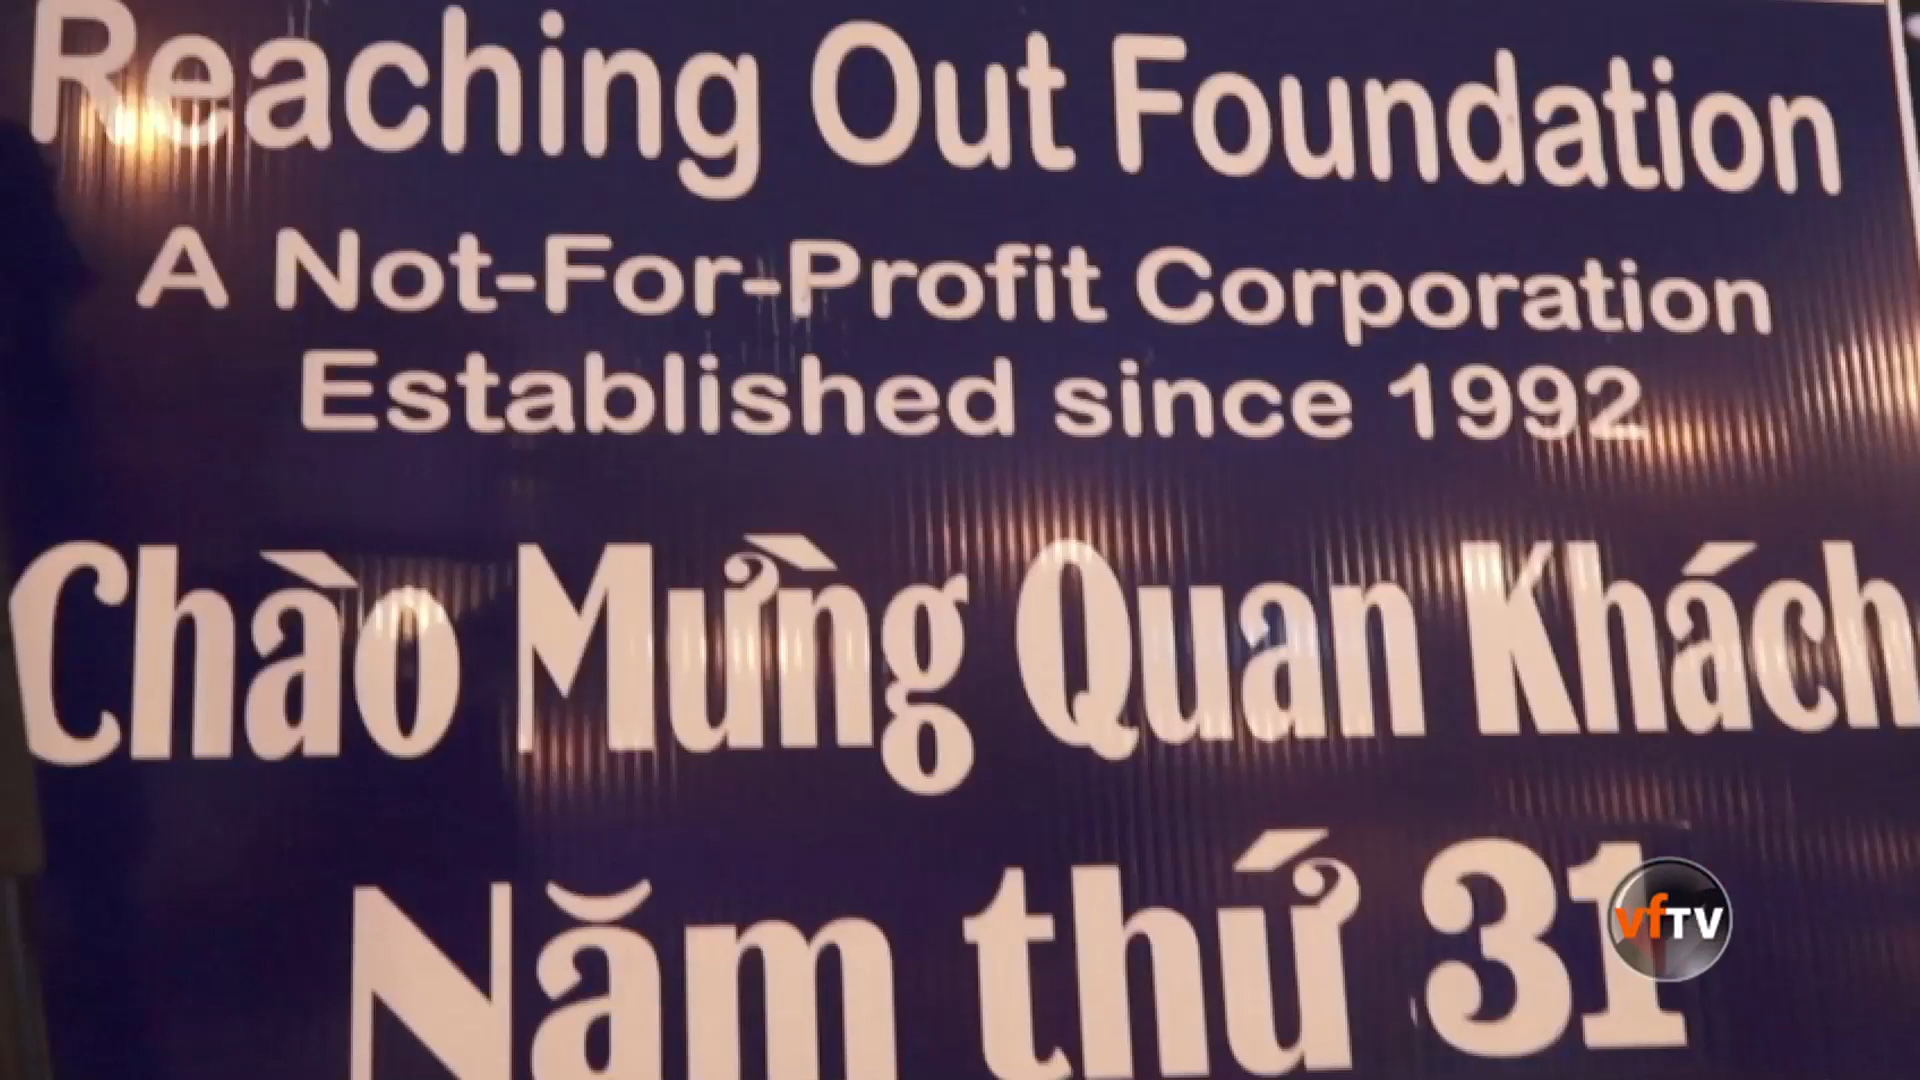 Reaching Out Foundation
A Not-For-Profit Corporation
Established since 1992
Chào Mừng Quan Khách
Năm thứ 31
vfTV